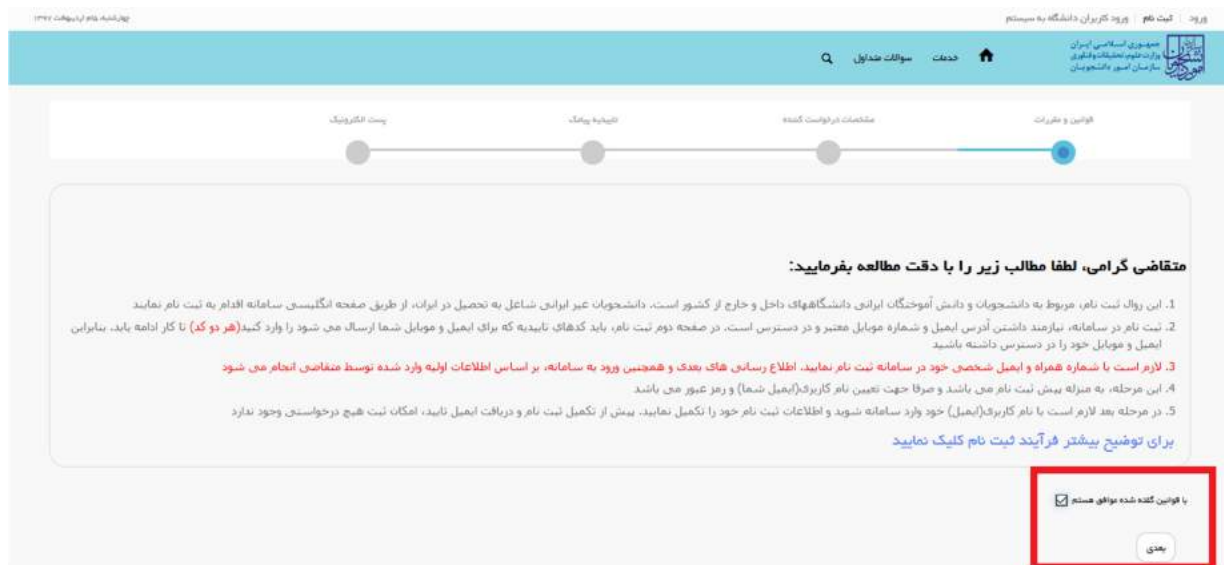 ورود | ثبت نام | ورود کاربران دانشگاه به سیستم
چهارشنبه، ۵ام اردیبهشت ۱۳۹۷
جمهوری اسلامی ایران
وزارت علوم، تحقیقات و فناوری
سازمان امور دانشجویان
خدمات سوالات متداول
قوانین و مقررات
مشخصات درخواست کننده
تاییدیه پیامک
پست الکترونیک
متقاضی گرامی، لطفا مطالب زیر را با دقت مطالعه بفرمایید:
1. این روال ثبت نام، مربوط به دانشجویان و دانش آموختگان ایرانی دانشگاههای داخل و خارج از کشور است. دانشجویان غیر ایرانی شاغل به تحصیل در ایران، از طریق صفحه انگلیسی سامانه اقدام به ثبت نام نمایند
2. ثبت نام در سامانه، نیازمند داشتن آدرس ایمیل و شماره موبایل معتبر و در دسترس است. در صفحه دوم ثبت نام، باید کدهای تاییدیه که برای ایمیل و موبایل شما ارسال می شود را وارد کنید(هر دو کد) تا کار ادامه یابد. بنابراین
ایمیل و موبایل خود را در دسترس داشته باشید
3. لازم است با شماره همراه و ایمیل شخصی خود در سامانه ثبت نام نمایید. اطلاع رسانی های بعدی و همچنین ورود به سامانه، بر اساس اطلاعات اولیه وارد شده توسط متقاضی انجام می شود
4. این مرحله، به منزله پیش ثبت نام می باشد و صرفا جهت تعیین نام کاربری(ایمیل شما) و رمز عبور می باشد
5. در مرحله بعد لازم است با نام کاربری(ایمیل) خود وارد سامانه شوید و اطلاعات ثبت نام خود را تکمیل نمایید. پیش از تکمیل ثبت نام و دریافت ایمیل تایید، امکان ثبت هیچ درخواستی وجود ندارد
برای توضیح بیشتر فرآیند ثبت نام کلیک نمایید
با قوانین گفته شده موافق هستم
بعدی